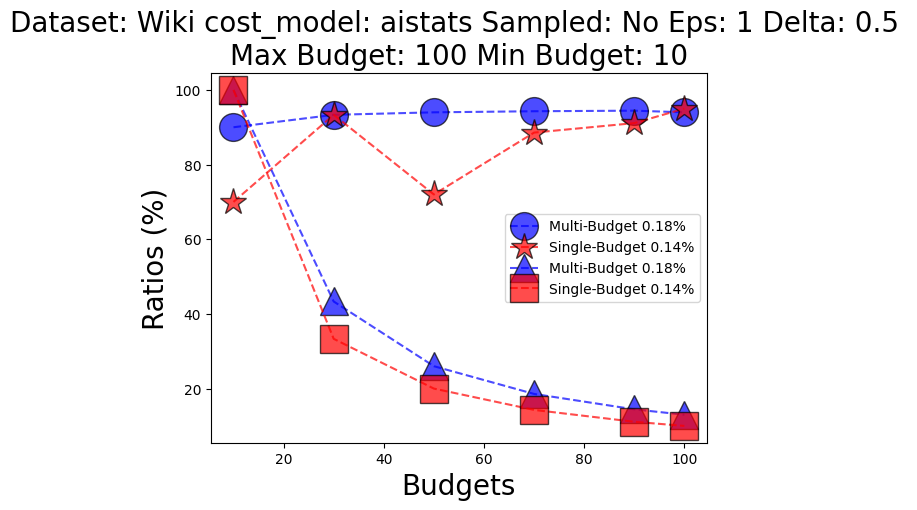 Dataset: Wiki cost_model: aistats Sampled: No Eps: 1 Delta: 0.5
Max Budget: 100 Min Budget: 10
100
80
60
40
20
Ratios (%)
Multi-Budget 0.18%
Single-Budget 0.14%
Multi-Budget 0.18%
Single-Budget 0.14%
20 40 60 80 100
Budgets